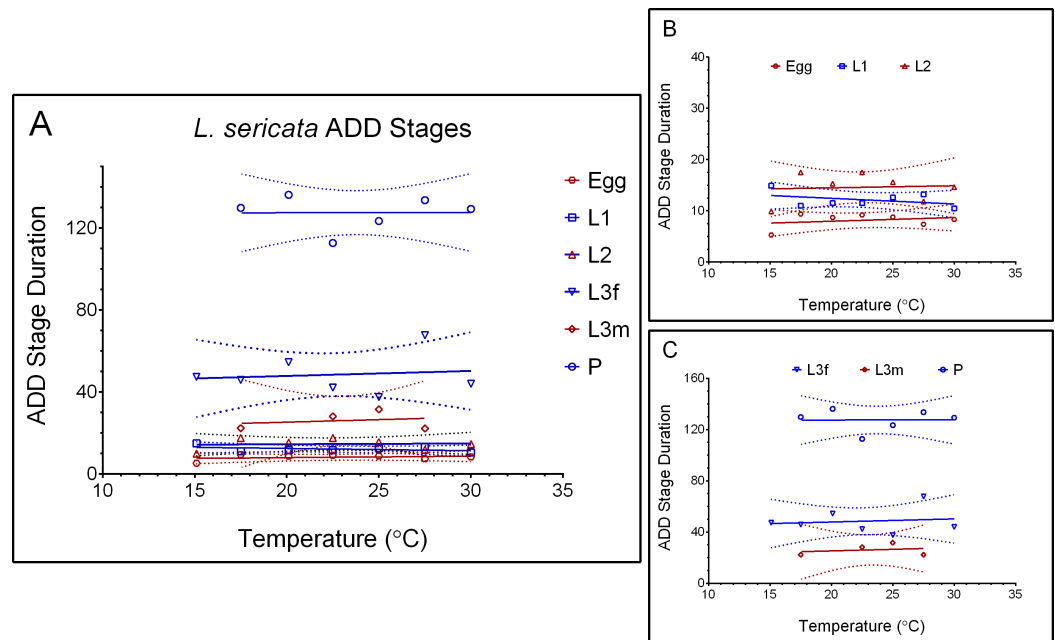 A
L. sericata ADD Stages
ADD Stage Duration
120
80
40
0
10 15 20 25 30 35
Temperature (°C)
Egg
L1
L2
L3f
L3m
P
B
Egg L1 L2
ADD Stage Duration
40
30
20
10
0
10 15 20 25 30 35
Temperature (°C)
C
L3f L3m P
ADD Stage Duration
160
120
80
40
0
10 15 20 25 30 35
Temperature (°C)